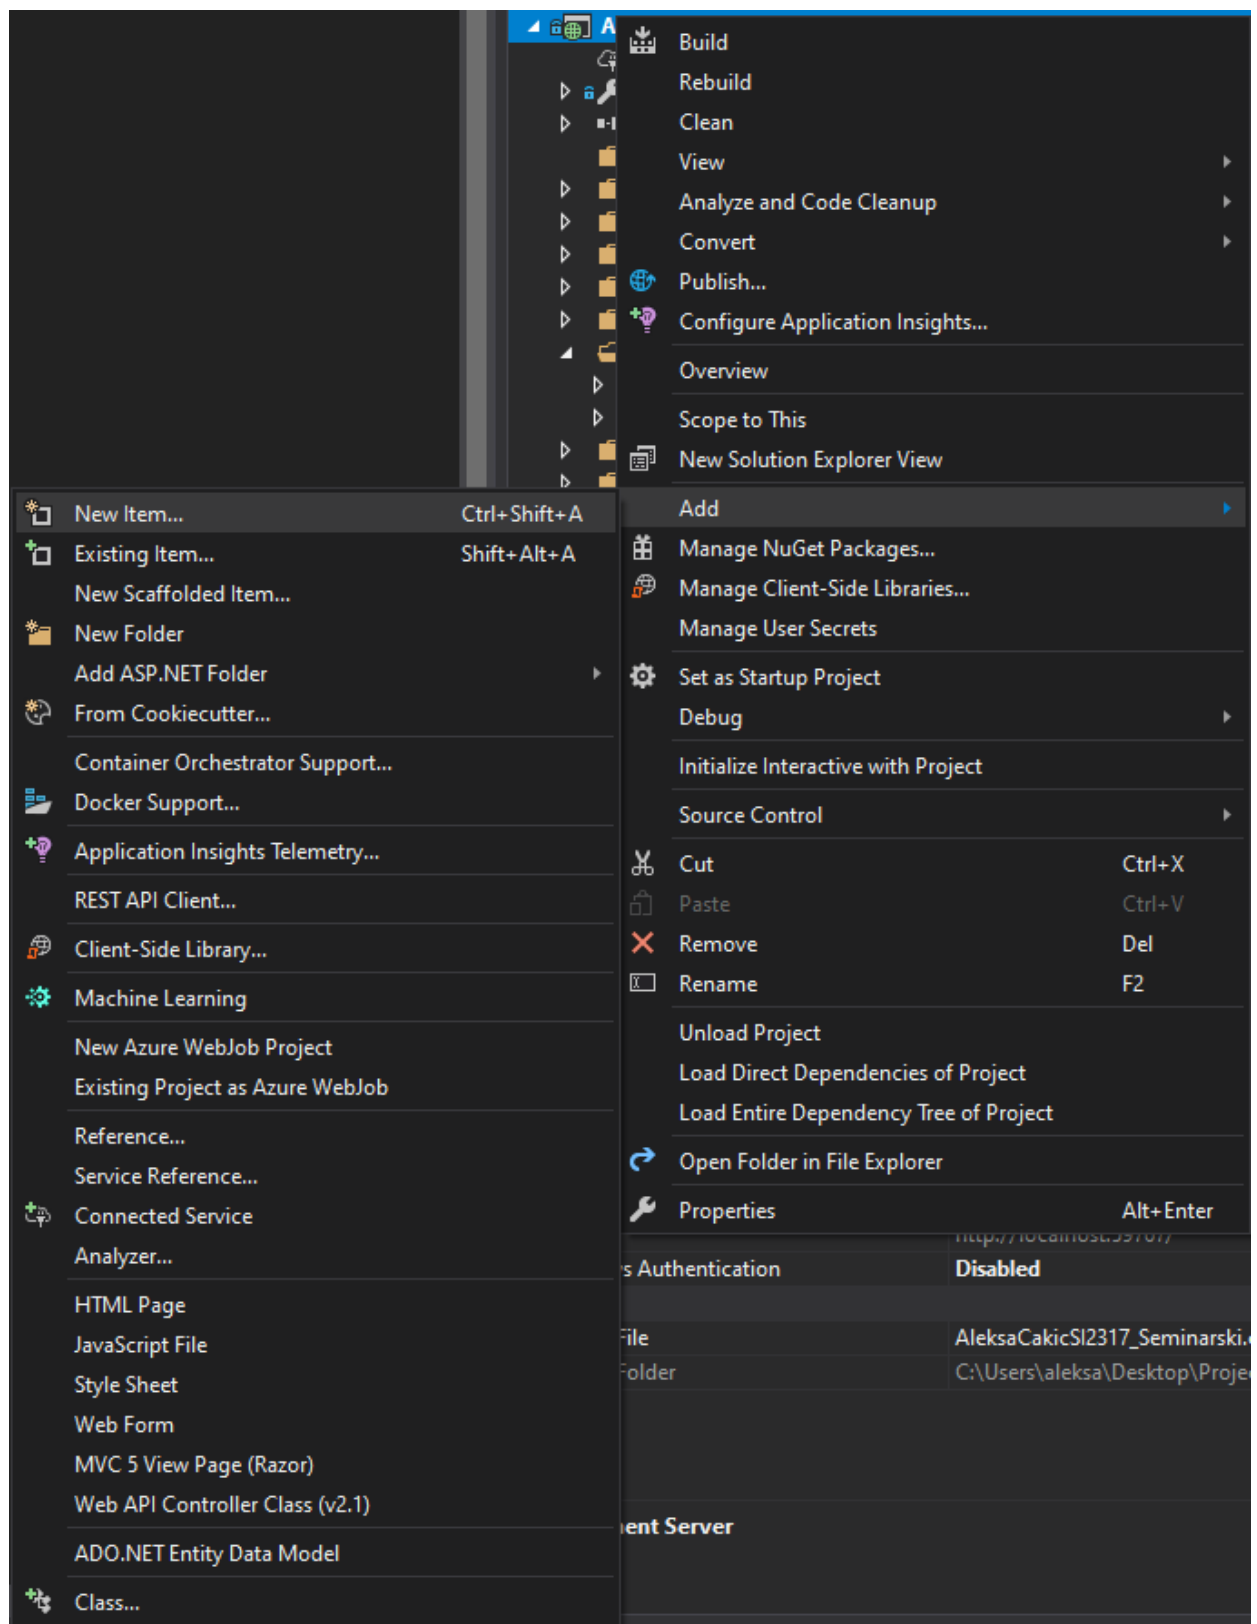 A
Build
Rebuild
Clean
View
Analyze and Code Cleanup
Convert
Publish...
Configure Application Insights...
Overview
Scope to This
New Solution Explorer View
Add
Manage NuGet Packages...
Manage Client-Side Libraries...
Manage User Secrets
Set as Startup Project
Debug
Initialize Interactive with Project
Source Control
Cut Ctrl+X
Paste Ctrl+V
Remove Del
Rename F2
Unload Project
Load Direct Dependencies of Project
Load Entire Dependency Tree of Project
Open Folder in File Explorer
Properties Alt+Enter
New Item... Ctrl+Shift+A
Existing Item... Shift+Alt+A
New Scaffolded Item...
New Folder
Add ASP.NET Folder
From Cookiecutter...
Container Orchestrator Support...
Docker Support...
Application Insights Telemetry...
REST API Client...
Client-Side Library...
Machine Learning
New Azure WebJob Project
Existing Project as Azure WebJob
Reference...
Service Reference...
Connected Service
Analyzer...
HTML Page
JavaScript File
Style Sheet
Web Form
MVC 5 View Page (Razor)
Web API Controller Class (v2.1)
ADO.NET Entity Data Model
Class...
s Authentication Disabled
File AleksaCakicSI2317_Seminarski.
Folder C:\Users\aleksa\Desktop\Proje
ent Server